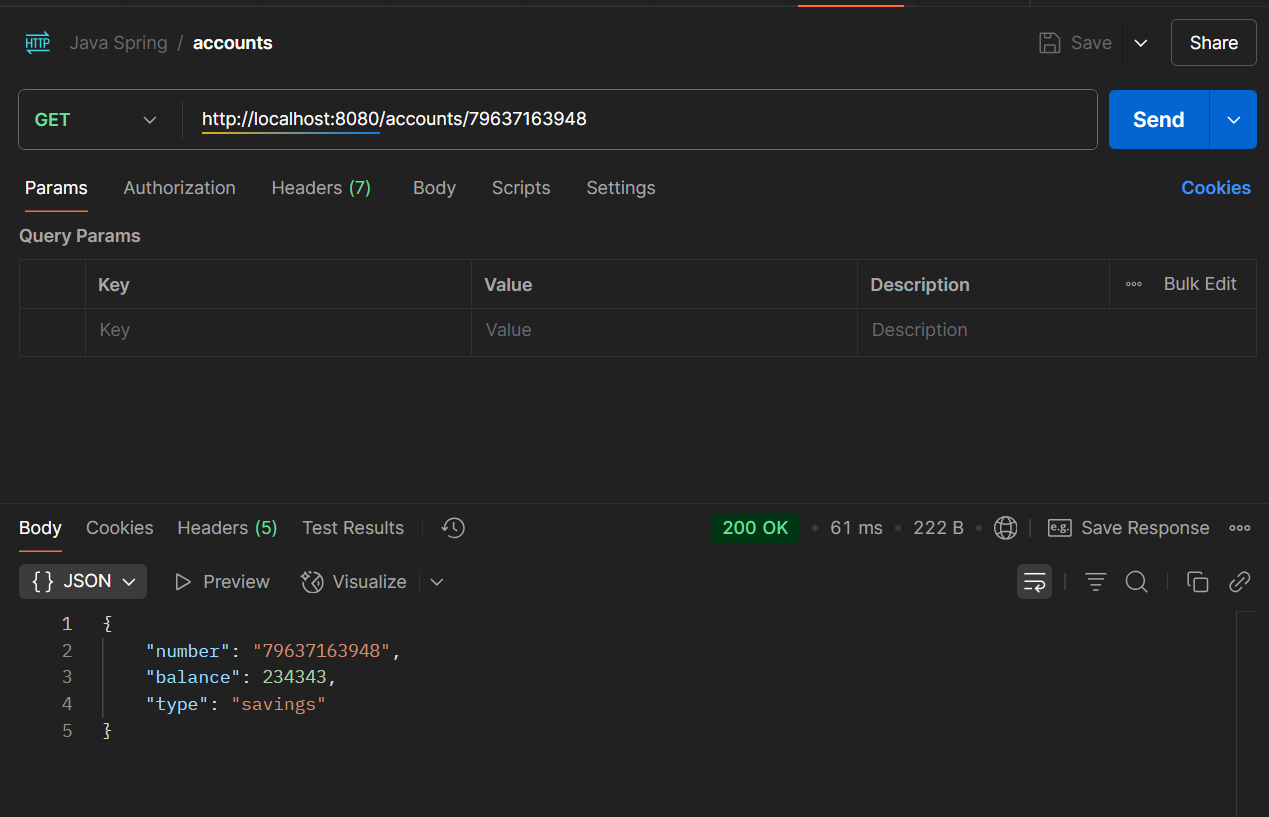 HTTP Java Spring / accounts Save Share
GET http://localhost:8080/accounts/79637163948 Send
Params Authorization Headers (7) Body Scripts Settings Cookies
Query Params
Key Value Description ooo Bulk Edit
Key Value Description
Body Cookies Headers (5) Test Results 200 OK • 61 ms • 222 B • e.g. Save Response ooo
{ } JSON Preview Visualize
1 {
2 "number": "79637163948",
3 "balance": 234343,
4 "type": "savings"
5 }